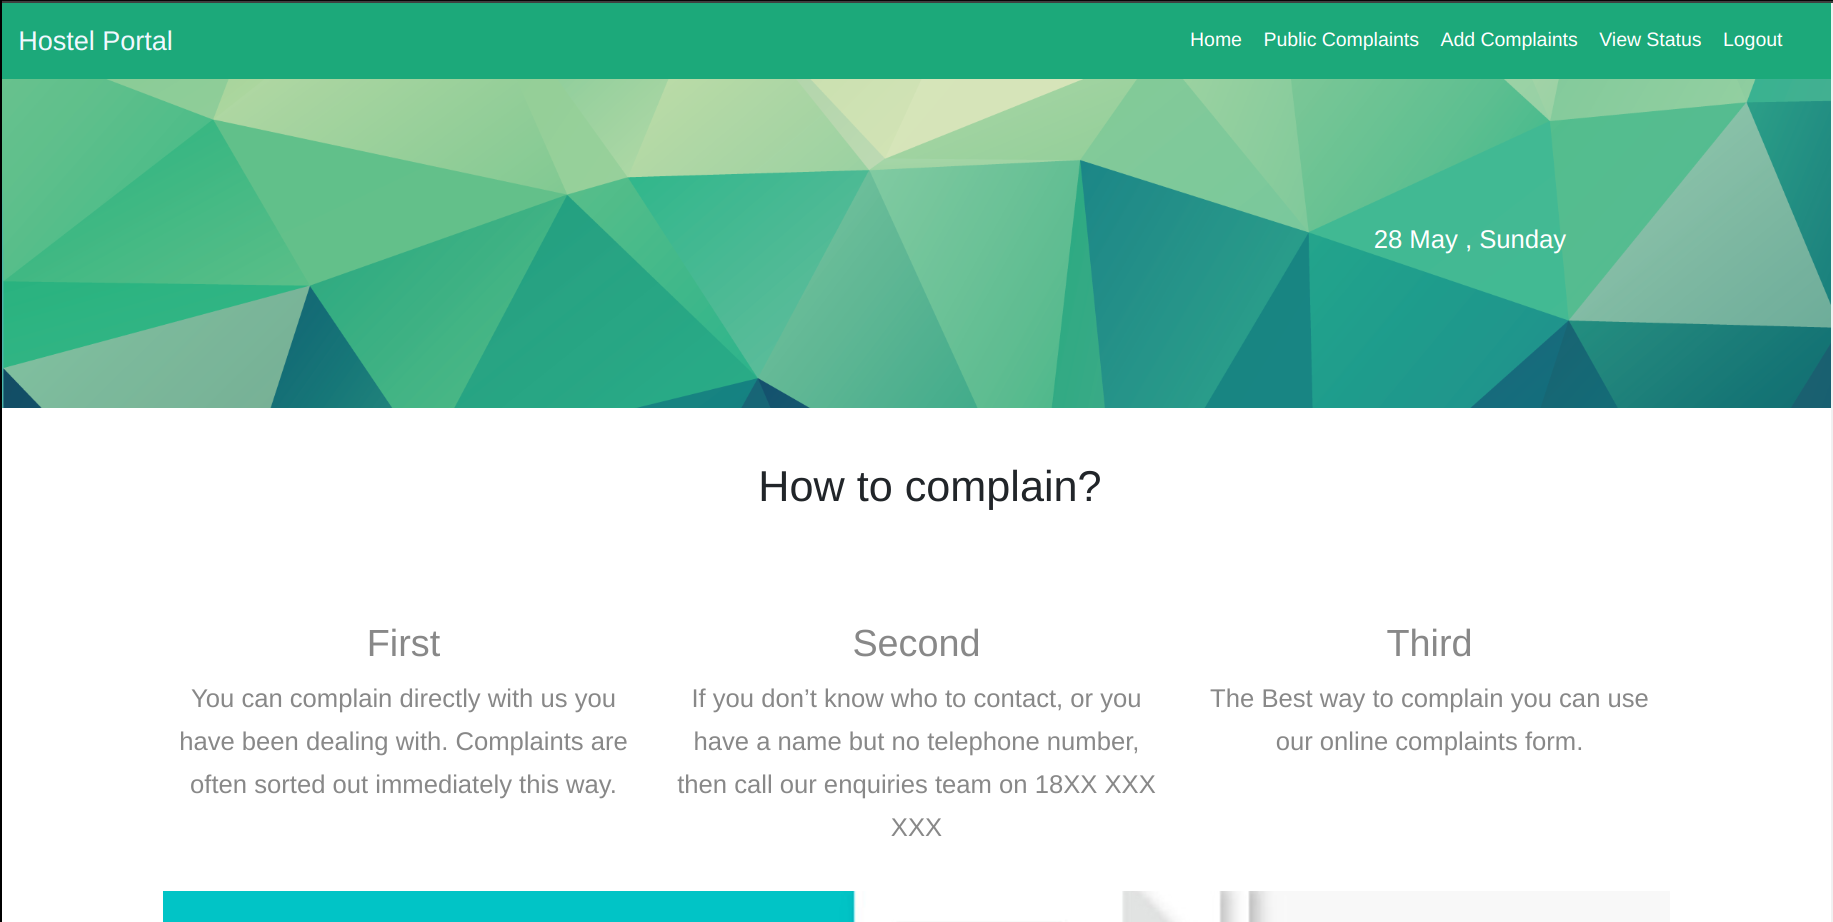 Hostel Portal
Home Public Complaints Add Complaints View Status Logout
28 May , Sunday
How to complain?
First
You can complain directly with us you
have been dealing with. Complaints are
often sorted out immediately this way.
Second
If you don’t know who to contact, or you
have a name but no telephone number,
then call our enquiries team on 18XX XXX
XXX
Third
The Best way to complain you can use
our online complaints form.